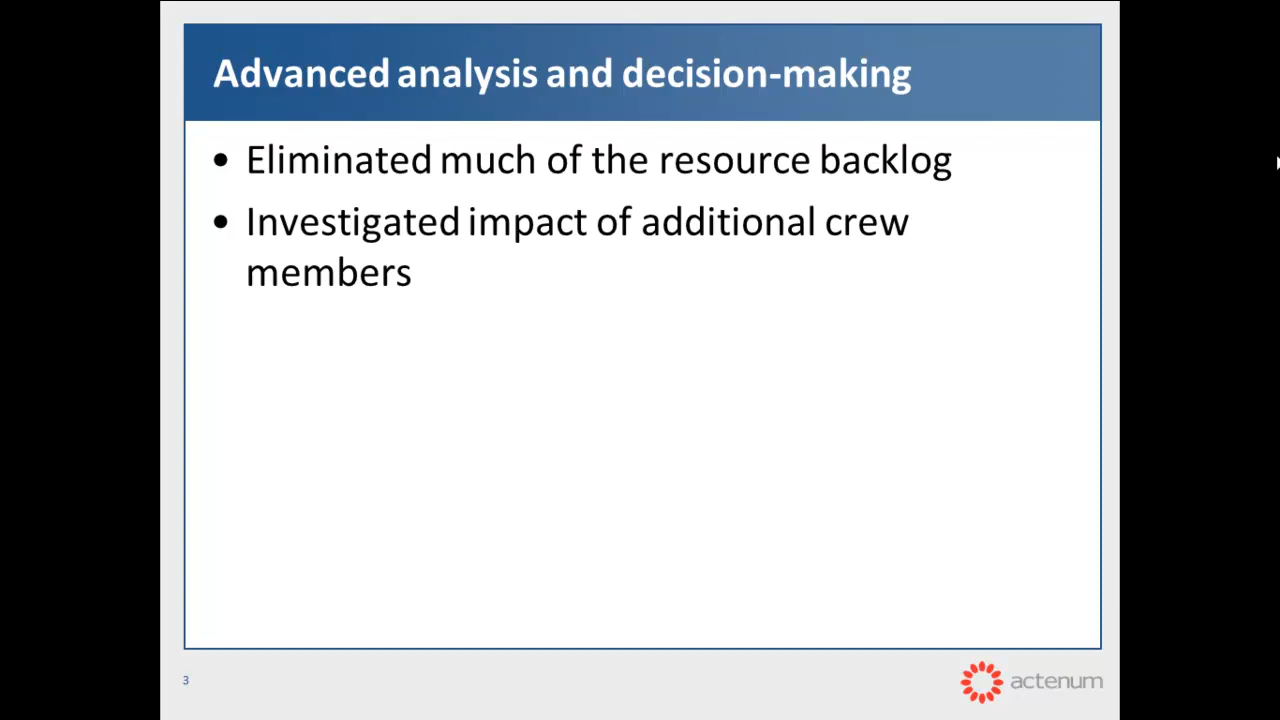 Advanced analysis and decision-making
• Eliminated much of the resource backlog
• Investigated impact of additional crew
members
3
actenum